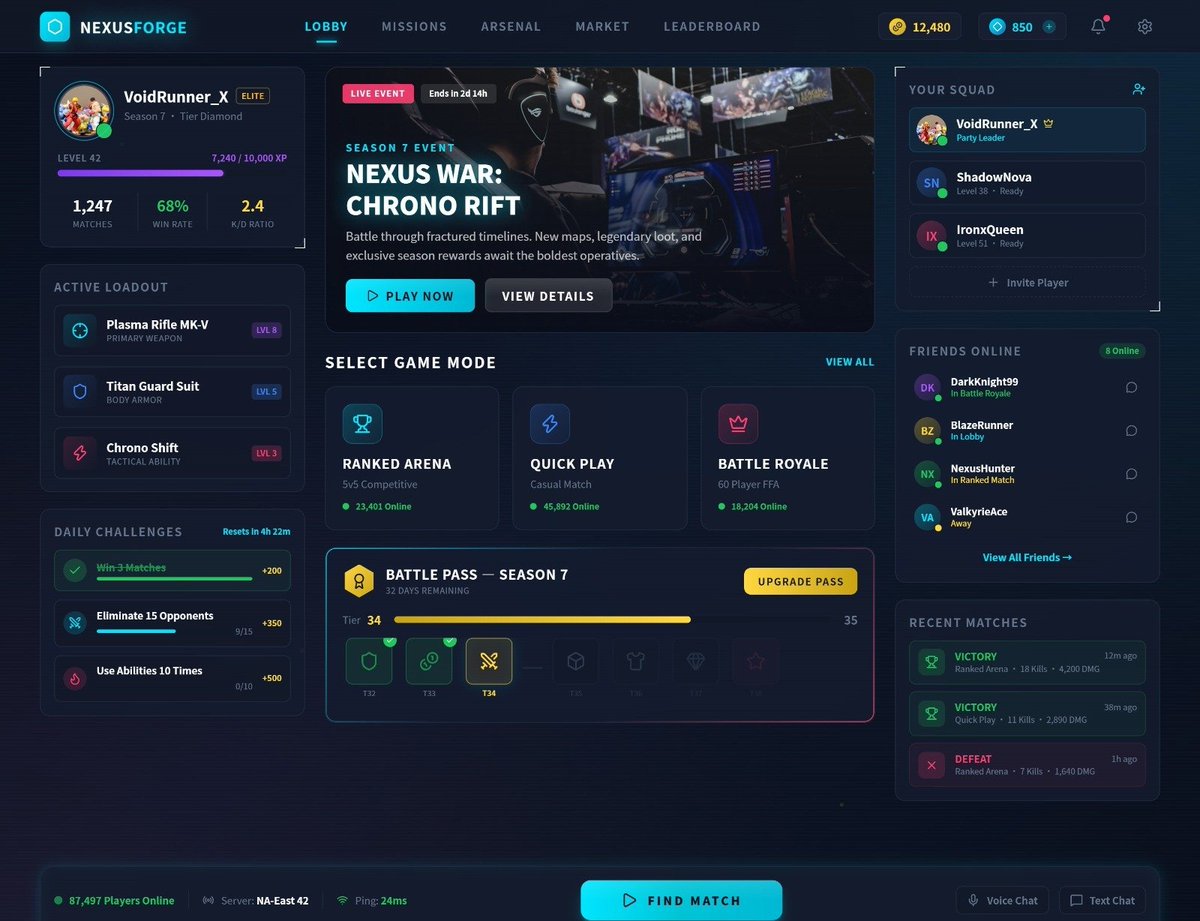 NEXUSFORGE
LOBBY
MISSIONS
ARSENAL
MARKET
LEADERBOARD
12,480
850
VoidRunner_X
ELITE
Season 7 • Tier Diamond
LEVEL 42
7,240 / 10,000 XP
1,247
MATCHES
68%
WIN RATE
2.4
K/D RATIO
ACTIVE LOADOUT
Plasma Rifle MK-V
PRIMARY WEAPON
LVL 8
Titan Guard Suit
BODY ARMOR
LVL 5
Chrono Shift
TACTICAL ABILITY
LVL 3
DAILY CHALLENGES
Resets in 4h 22m
Win 3 Matches
+200
Eliminate 15 Opponents
9/15
+350
Use Abilities 10 Times
0/10
+500
LIVE EVENT
Ends in 2d 14h
SEASON 7 EVENT
NEXUS WAR:
CHRONO RIFT
Battle through fractured timelines. New maps, legendary loot, and
exclusive season rewards await the boldest operatives.
PLAY NOW
VIEW DETAILS
SELECT GAME MODE
VIEW ALL
RANKED ARENA
5v5 Competitive
23,401 Online
QUICK PLAY
Casual Match
45,892 Online
BATTLE ROYALE
60 Player FFA
18,204 Online
BATTLE PASS — SEASON 7
32 DAYS REMAINING
UPGRADE PASS
Tier 34
35
T32
T33
T34
T35
T36
T37
T38
YOUR SQUAD
VoidRunner_X
Party Leader
SN
ShadowNova
Level 38 • Ready
IX
IronxQueen
Level 51 • Ready
Invite Player
FRIENDS ONLINE
8 Online
DK
DarkKnight99
In Battle Royale
BZ
BlazeRunner
In Lobby
NX
NexusHunter
In Ranked Match
VA
ValkyrieAce
Away
View All Friends →
RECENT MATCHES
VICTORY
12m ago
Ranked Arena • 18 Kills • 4,200 DMG
VICTORY
38m ago
Quick Play • 11 Kills • 2,890 DMG
DEFEAT
1h ago
Ranked Arena • 7 Kills • 1,640 DMG
87,497 Players Online
Server: NA-East 42
Ping: 24ms
FIND MATCH
Voice Chat
Text Chat